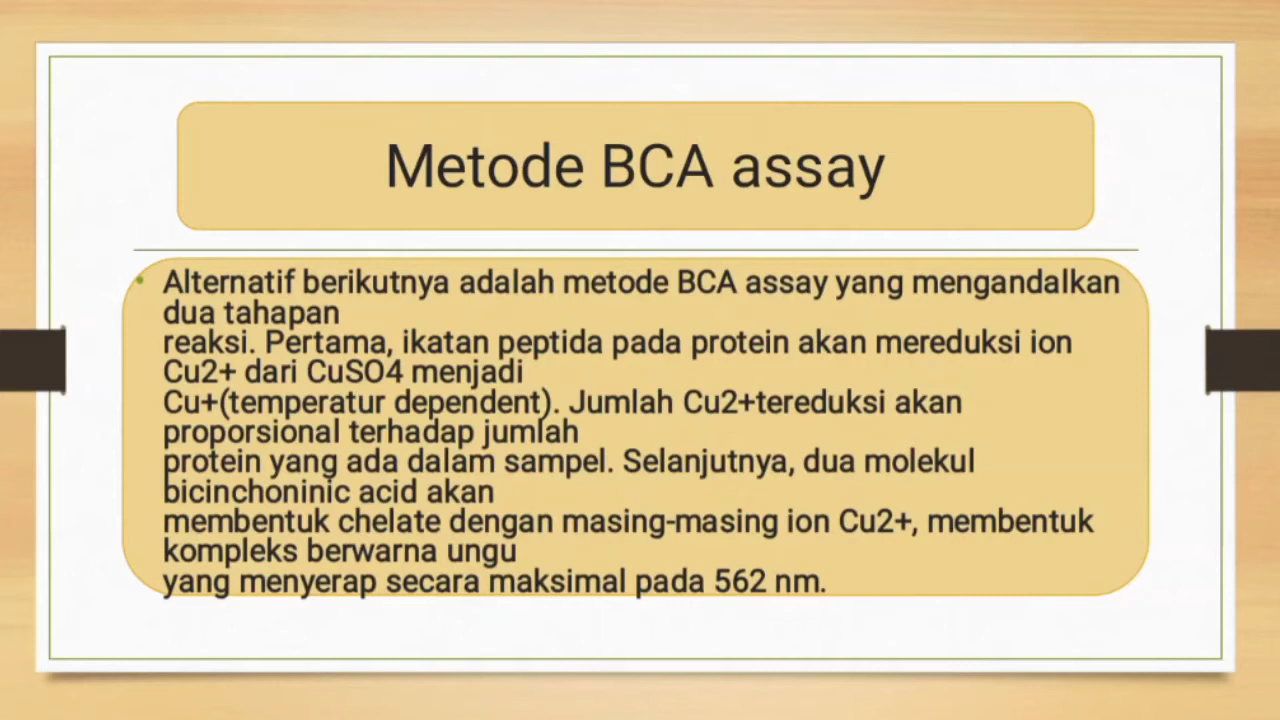 Metode BCA assay
• Alternatif berikutnya adalah metode BCA assay yang mengandalkan
dua tahapan
reaksi. Pertama, ikatan peptida pada protein akan mereduksi ion
Cu2+ dari CuSO4 menjadi
Cu+(temperatur dependent). Jumlah Cu2+tereduksi akan
proporsional terhadap jumlah
protein yang ada dalam sampel. Selanjutnya, dua molekul
bicinchoninic acid akan
membentuk chelate dengan masing-masing ion Cu2+, membentuk
kompleks berwarna ungu
yang menyerap secara maksimal pada 562 nm.